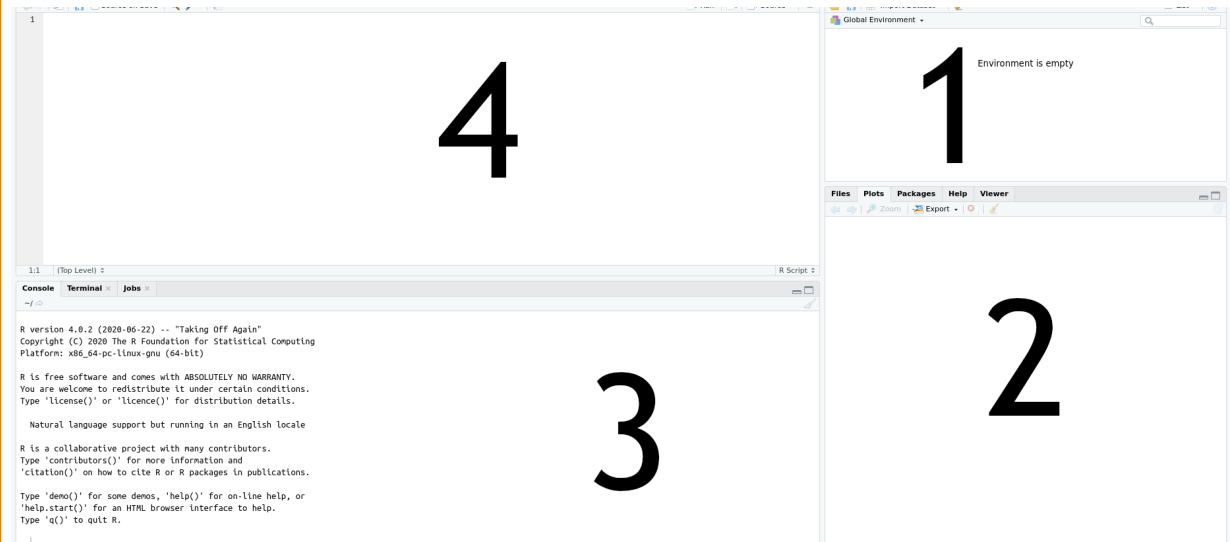 1
4
1:1 (Top Level) R Script
Console Terminal × Jobs ×
~/
R version 4.0.2 (2020-06-22) -- "Taking Off Again"
Copyright (C) 2020 The R Foundation for Statistical Computing
Platform: x86_64-pc-linux-gnu (64-bit)
R is free software and comes with ABSOLUTELY NO WARRANTY.
You are welcome to redistribute it under certain conditions.
Type 'license()' or 'licence()' for distribution details.
Natural language support but running in an English locale
R is a collaborative project with many contributors.
Type 'contributors()' for more information and
'citation()' on how to cite R or R packages in publications.
Type 'demo()' for some demos, 'help()' for on-line help, or
'help.start()' for an HTML browser interface to help.
Type 'q()' to quit R.
3
Global Environment
Environment is empty
1
Files Plots Packages Help Viewer
Zoom Export
2